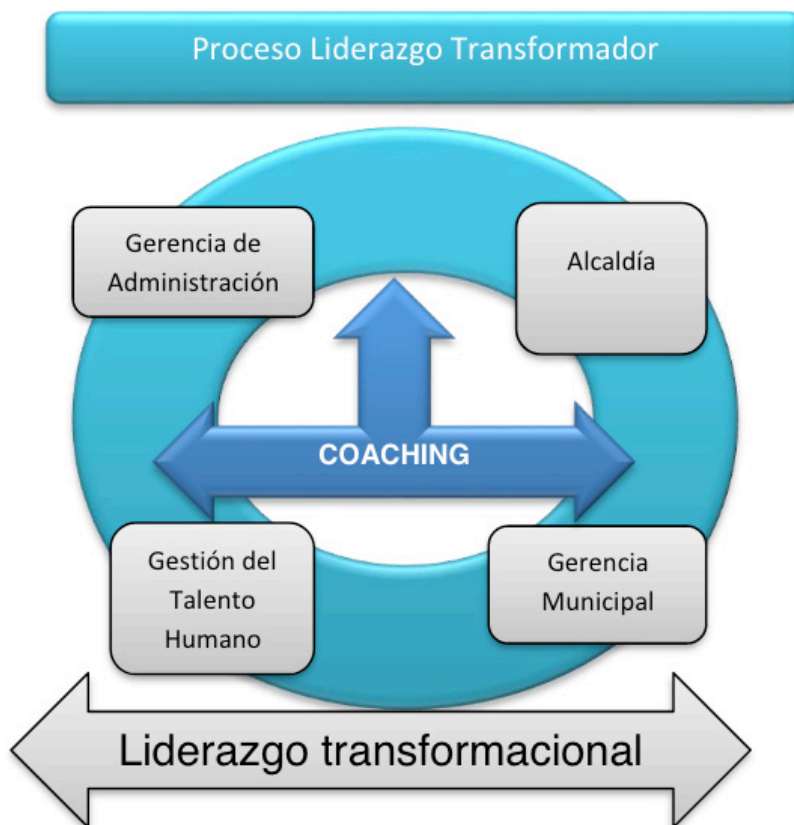 Proceso Liderazgo Transformador
Gerencia de
Administración
Alcaldía
COACHING
Gestión del
Talento
Humano
Gerencia
Municipal
Liderazgo transformacional